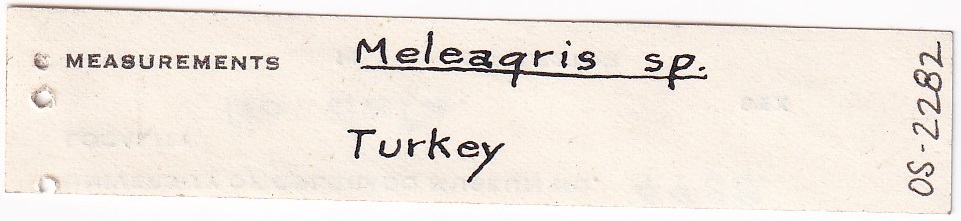 MEASUREMENTS
Meleagris sp.
Turkey
OS-2282